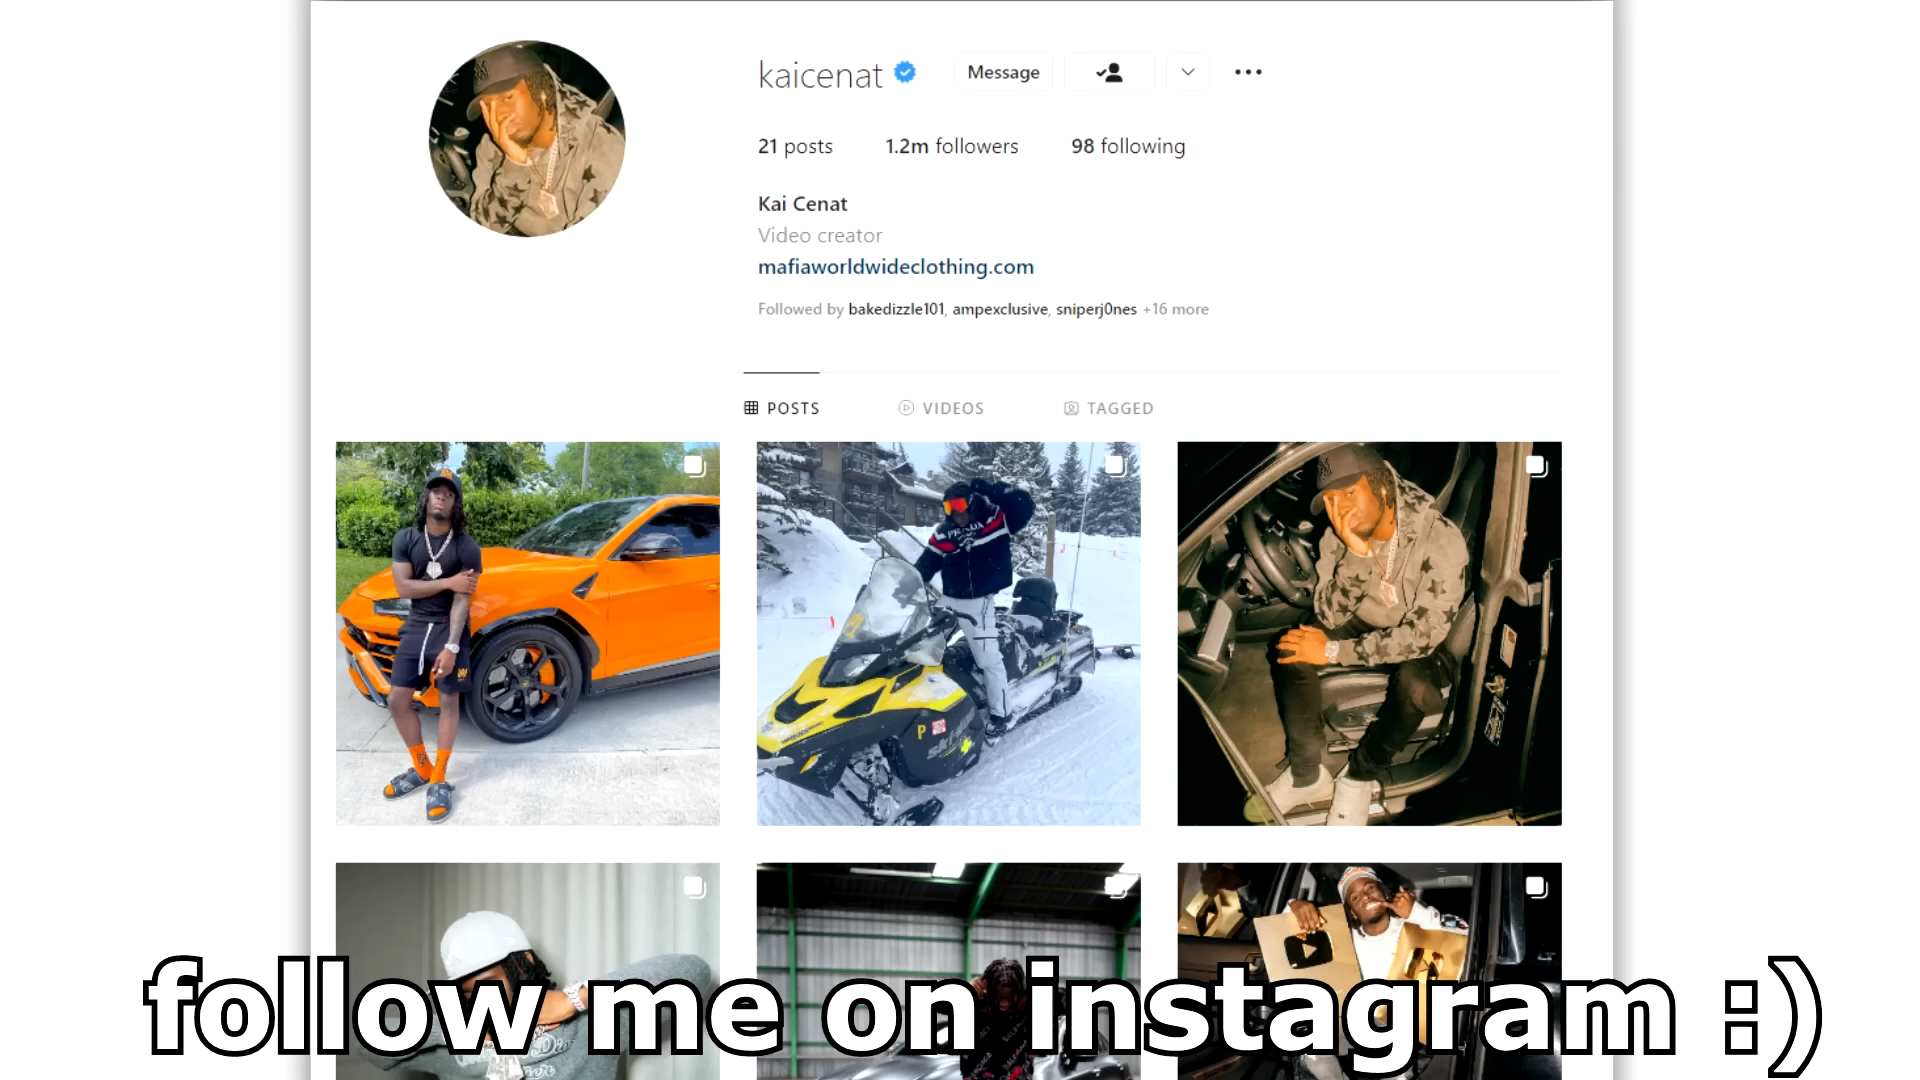 kaicenat
Message
21 posts 1.2m followers 98 following
Kai Cenat
Video creator
mafiaworldwideclothing.com
Followed by bakedizzle101, ampexclusive, sniperj0nes +16 more
POSTS VIDEOS TAGGED
PRADA
P
follow me on instagram :)